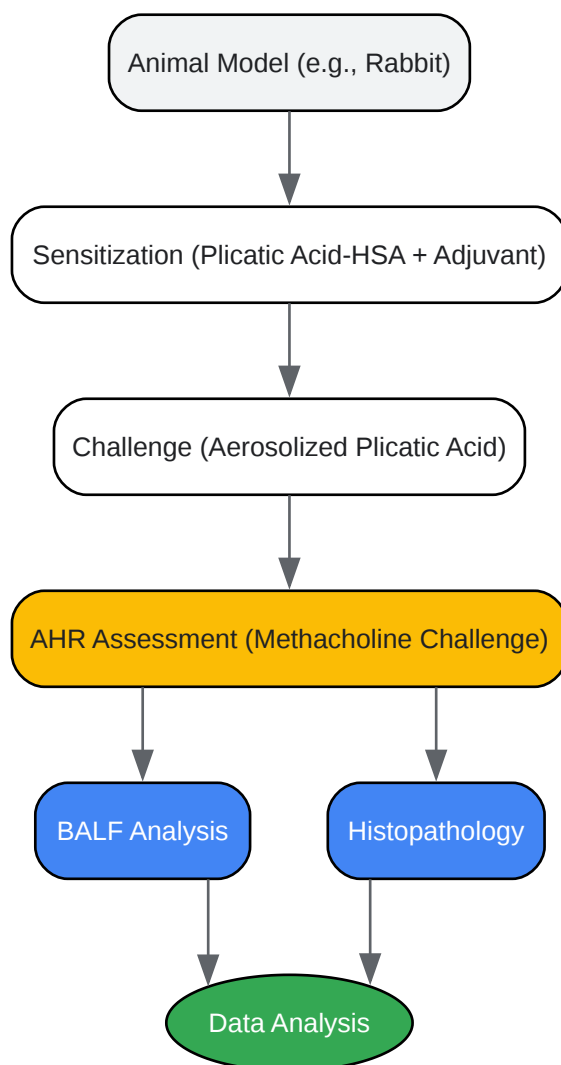 Animal Model (e.g., Rabbit)
Sensitization (Plicatic Acid-HSA + Adjuvant)
Challenge (Aerosolized Plicatic Acid)
AHR Assessment (Methacholine Challenge)
BALF Analysis
Histopathology
Data Analysis